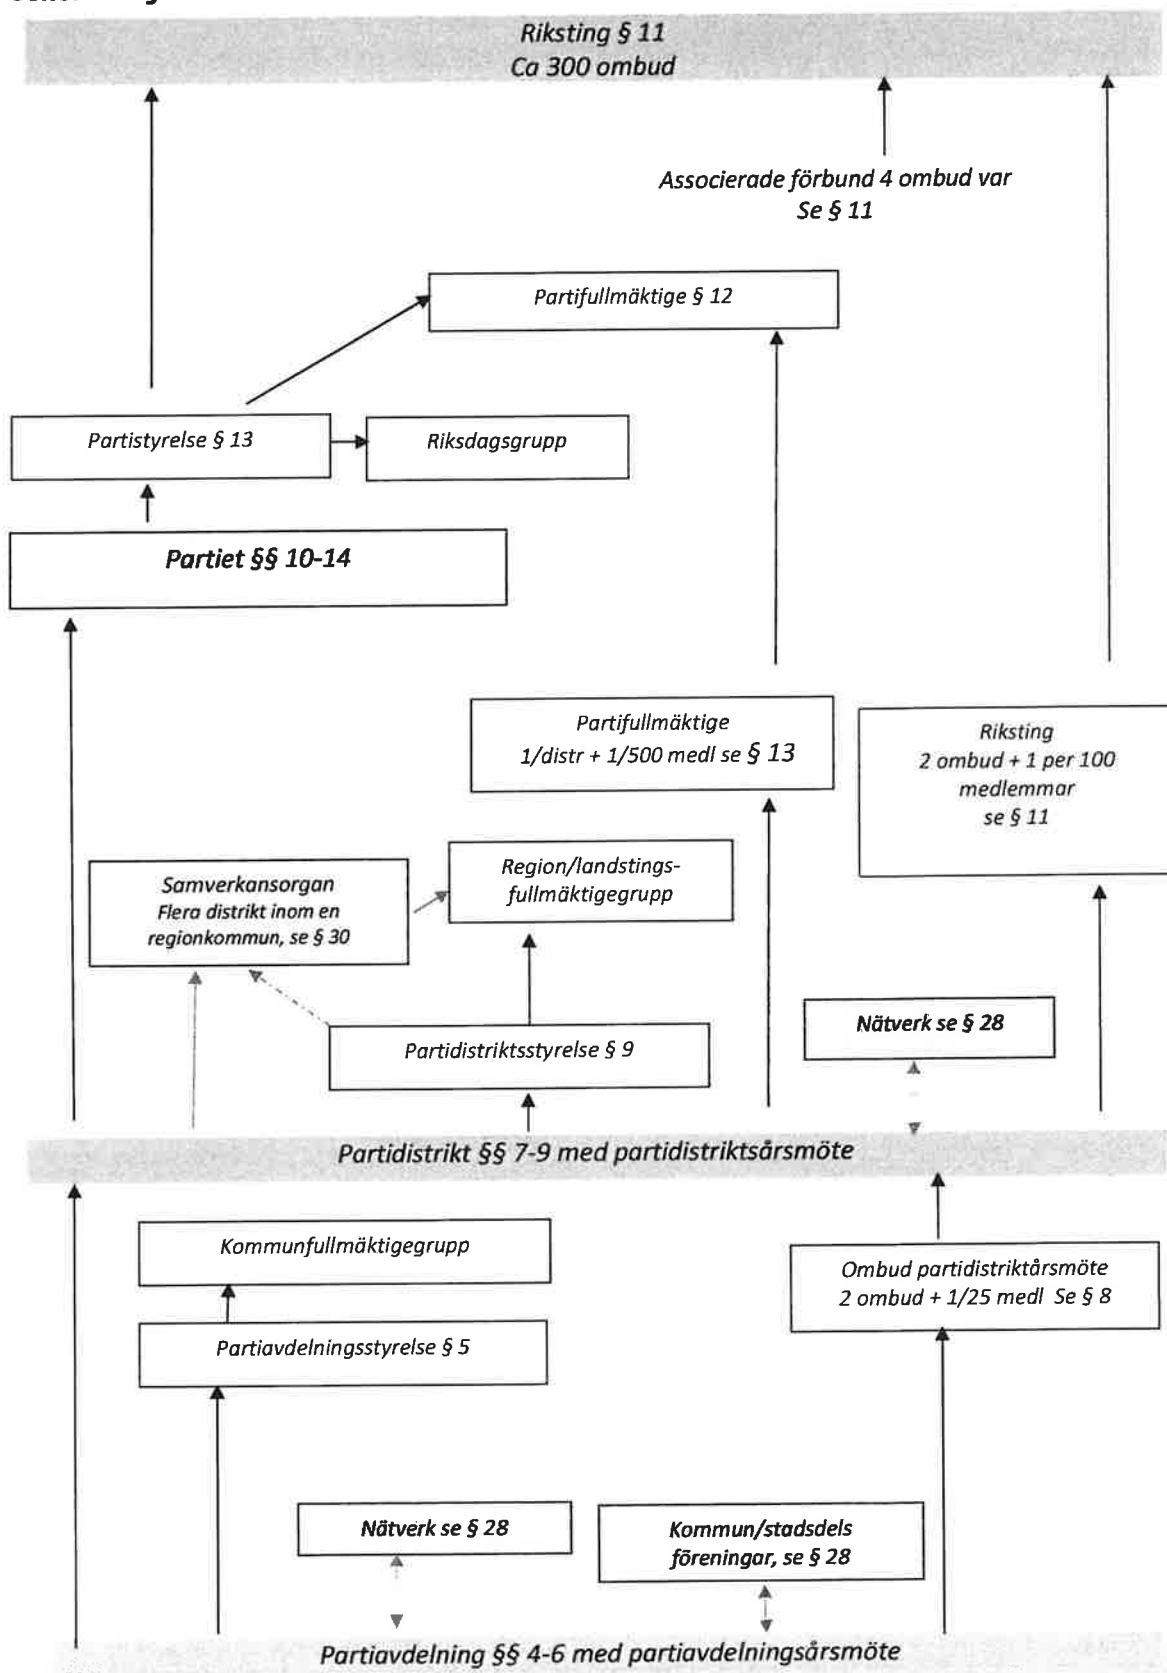 Riksting § 11
Ca 300 ombud
Associerade förbund 4 ombud var
Se § 11
Partifullmäktige § 12
Partistyrelse § 13
Riksdagsgrupp
Partiet §§ 10-14
Partifullmäktige
1/distr + 1/500 medl se § 13
Riksting
2 ombud + 1 per 100
medlemmar
se § 11
Region/landstings-
fullmäktigegrupp
Samverkansorgan
Flera distrikt inom en
regionkommun, se § 30
Nätverk se § 28
Partidistriktsstyrelse § 9
Partidistrikt §§ 7-9 med partidistriktsårsmöte
Kommunfullmäktigegrupp
Ombud partidistriktårsmöte
2 ombud + 1/25 medl Se § 8
Partiavdelningsstyrelse § 5
Nätverk se § 28
Kommun/stadsdels
föreningar, se § 28
Partiavdelning §§ 4-6 med partiavdelningsårsmöte